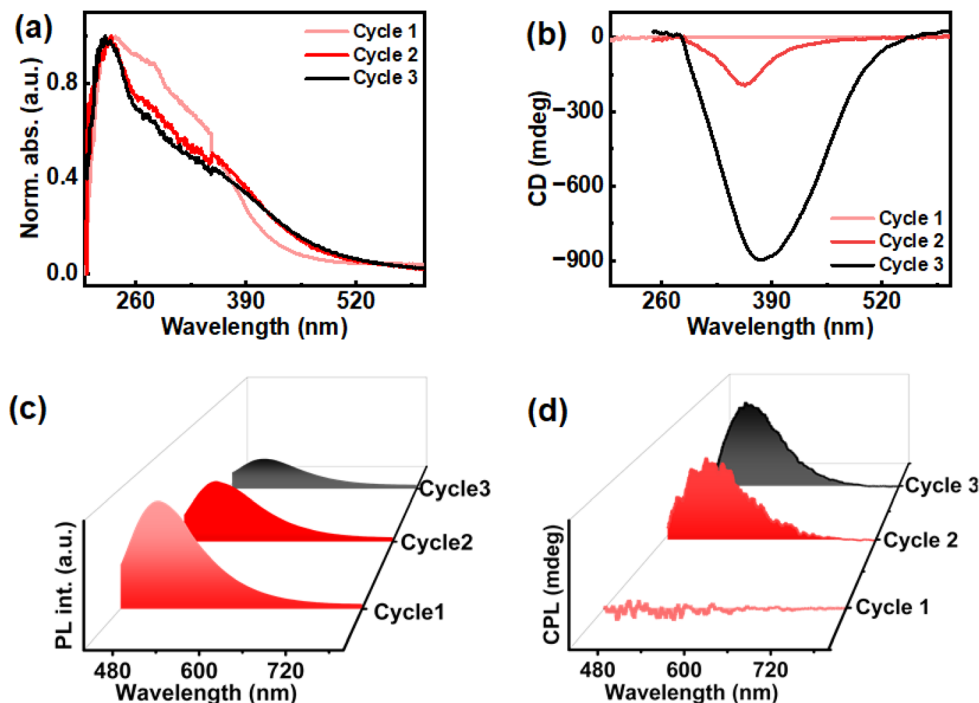 (a)
Cycle 1
Cycle 2
Cycle 3
Norm. abs. (a.u.)
0.8
0.4
0.0
260 390 520
Wavelength (nm)
(b)
0
−300
−600
−900
CD (mdeg)
Cycle 1
Cycle 2
Cycle 3
260 390 520
Wavelength (nm)
(c)
Cycle3
Cycle2
Cycle1
PL int. (a.u.)
480 600 720
Wavelength (nm)
(d)
Cycle 3
Cycle 2
Cycle 1
CPL (mdeg)
480 600 720
Wavelength (nm)